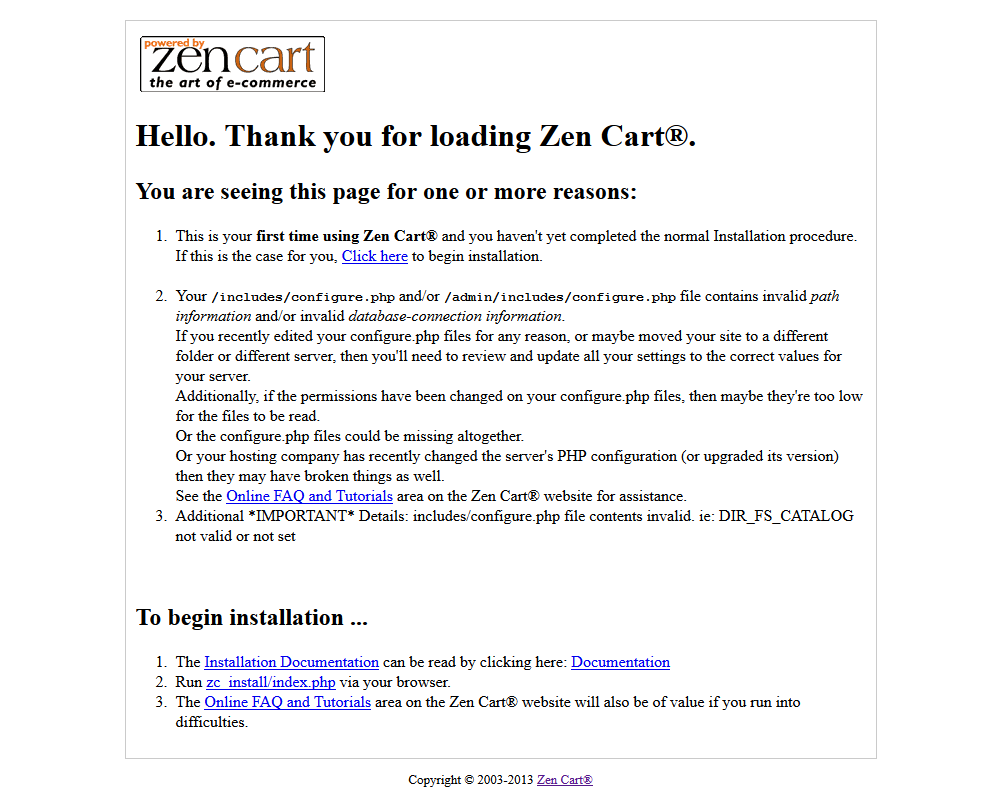 powered by
zencart
the art of e-commerce
Hello. Thank you for loading Zen Cart®.
You are seeing this page for one or more reasons:
1. This is your first time using Zen Cart® and you haven't yet completed the normal Installation procedure.
If this is the case for you, Click here to begin installation.
2. Your /includes/configure.php and/or /admin/includes/configure.php file contains invalid path
information and/or invalid database-connection information.
If you recently edited your configure.php files for any reason, or maybe moved your site to a different
folder or different server, then you'll need to review and update all your settings to the correct values for
your server.
Additionally, if the permissions have been changed on your configure.php files, then maybe they're too low
for the files to be read.
Or the configure.php files could be missing altogether.
Or your hosting company has recently changed the server's PHP configuration (or upgraded its version)
then they may have broken things as well.
See the Online FAQ and Tutorials area on the Zen Cart® website for assistance.
3. Additional *IMPORTANT* Details: includes/configure.php file contents invalid. ie: DIR_FS_CATALOG
not valid or not set
To begin installation ...
1. The Installation Documentation can be read by clicking here: Documentation
2. Run zc_install/index.php via your browser.
3. The Online FAQ and Tutorials area on the Zen Cart® website will also be of value if you run into
difficulties.
Copyright © 2003-2013 Zen Cart®